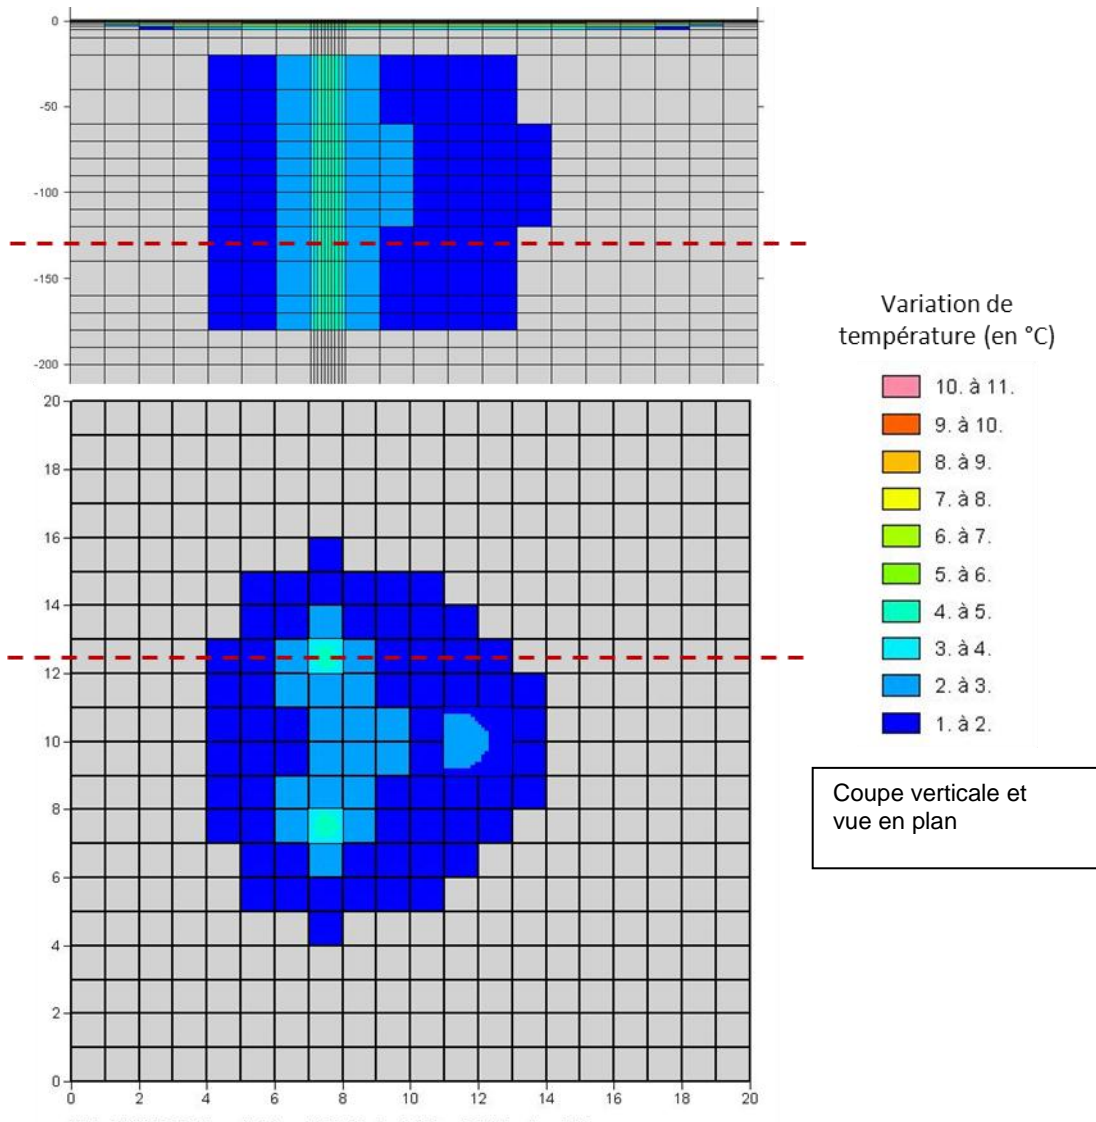 0
-50
-100
-150
-200
20
18
16
14
12
10
8
6
4
2
0
0 2 4 6 8 10 12 14 16 18 20
Variation de
température (en °C)
10. à 11.
9. à 10.
8. à 9.
7. à 8.
6. à 7.
5. à 6.
4. à 5.
3. à 4.
2. à 3.
1. à 2.
Coupe verticale et
vue en plan